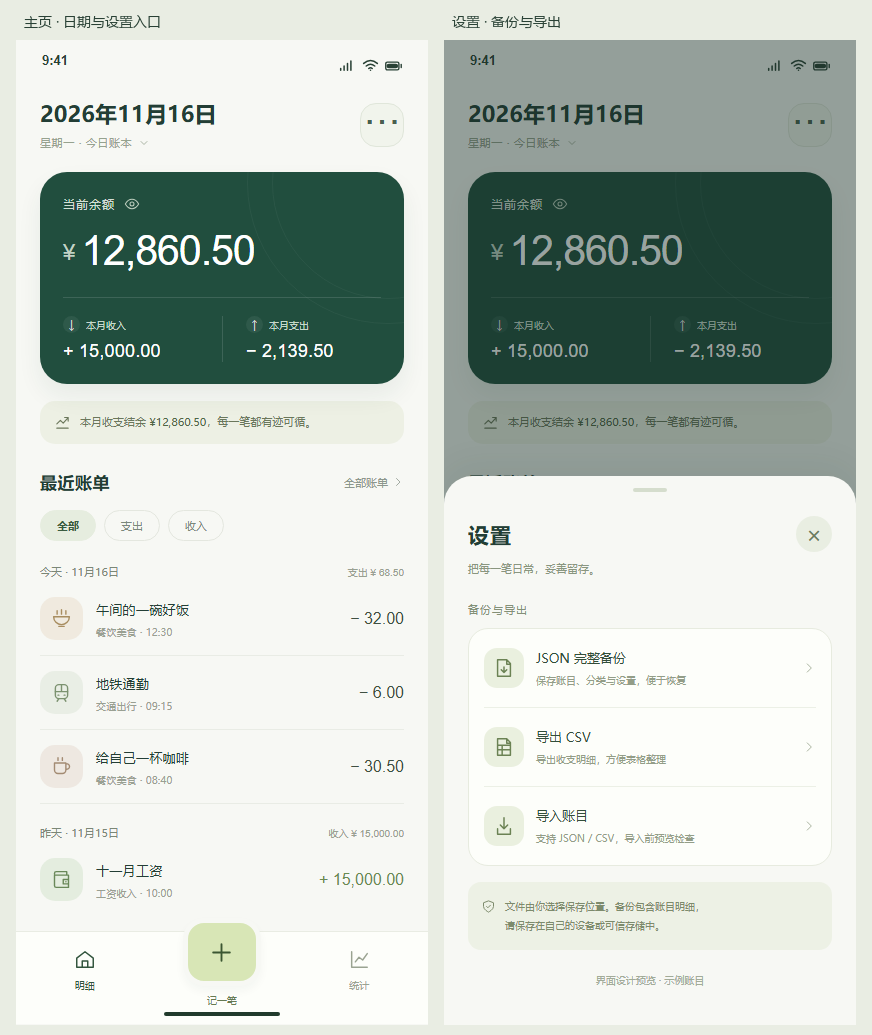 主页 · 日期与设置入口
9:41
2026年11月16日
星期一 · 今日账本
当前余额
¥ 12,860.50
本月收入
+ 15,000.00
本月支出
− 2,139.50
本月收支结余 ¥12,860.50，每一笔都有迹可循。
最近账单
全部账单
全部
支出
收入
今天 · 11月16日
支出 ¥ 68.50
午间的一碗好饭
餐饮美食 · 12:30
− 32.00
地铁通勤
交通出行 · 09:15
− 6.00
给自己一杯咖啡
餐饮美食 · 08:40
− 30.50
昨天 · 11月15日
收入 ¥ 15,000.00
十一月工资
工资收入 · 10:00
+ 15,000.00
明细
记一笔
统计
设置 · 备份与导出
9:41
2026年11月16日
星期一 · 今日账本
当前余额
¥ 12,860.50
本月收入
+ 15,000.00
本月支出
− 2,139.50
本月收支结余 ¥12,860.50，每一笔都有迹可循。
设置
把每一笔日常，妥善留存。
备份与导出
JSON 完整备份
保存账目、分类与设置，便于恢复
导出 CSV
导出收支明细，方便表格整理
导入账目
支持 JSON / CSV，导入前预览检查
文件由你选择保存位置。备份包含账目明细，
请保存在自己的设备或可信存储中。
界面设计预览 · 示例账目